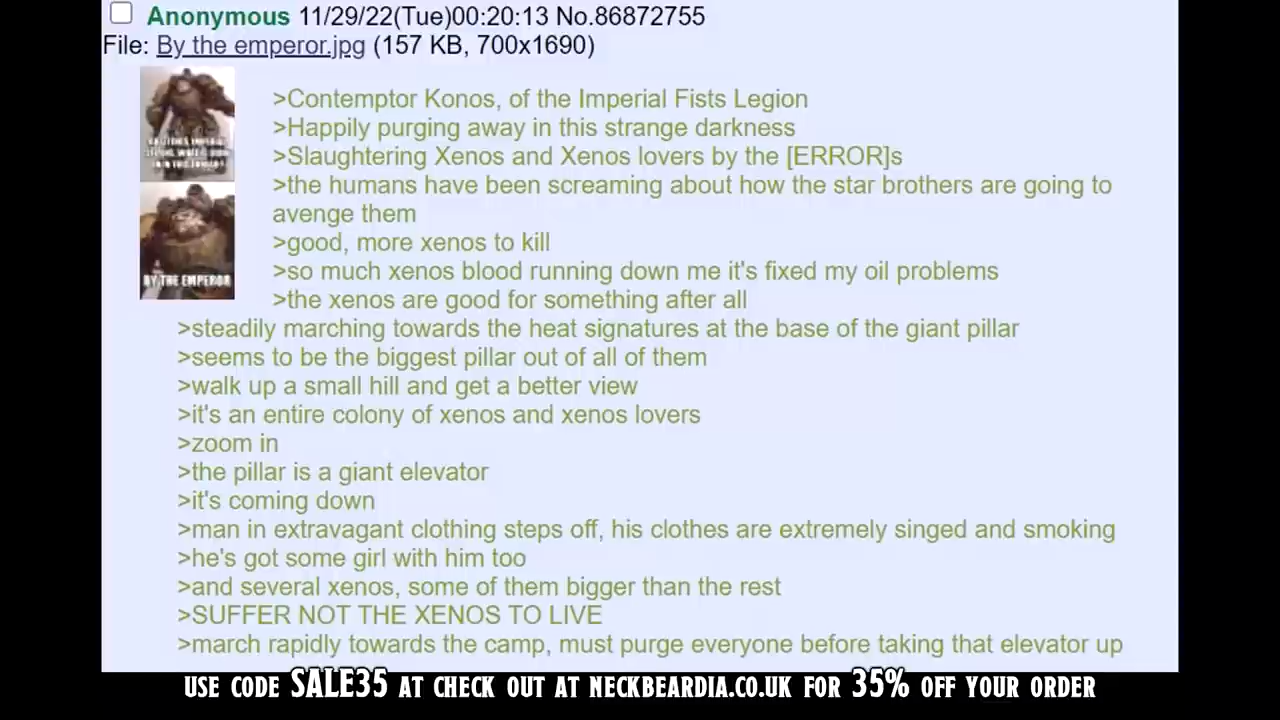 Anonymous 11/29/22(Tue)00:20:13 No.86872755
File: By the emperor.jpg (157 KB, 700x1690)
>Contemptor Konos, of the Imperial Fists Legion
>Happily purging away in this strange darkness
>Slaughtering Xenos and Xenos lovers by the [ERROR]s
>the humans have been screaming about how the star brothers are going to
avenge them
>good, more xenos to kill
>so much xenos blood running down me it's fixed my oil problems
BY THE EMPEROR
>the xenos are good for something after all
>steadily marching towards the heat signatures at the base of the giant pillar
>seems to be the biggest pillar out of all of them
>walk up a small hill and get a better view
>it's an entire colony of xenos and xenos lovers
>zoom in
>the pillar is a giant elevator
>it's coming down
>man in extravagant clothing steps off, his clothes are extremely singed and smoking
>he's got some girl with him too
>and several xenos, some of them bigger than the rest
>SUFFER NOT THE XENOS TO LIVE
>march rapidly towards the camp, must purge everyone before taking that elevator up
USE CODE SALE35 AT CHECK OUT AT NECKBEARDIA.CO.UK FOR 35% OFF YOUR ORDER